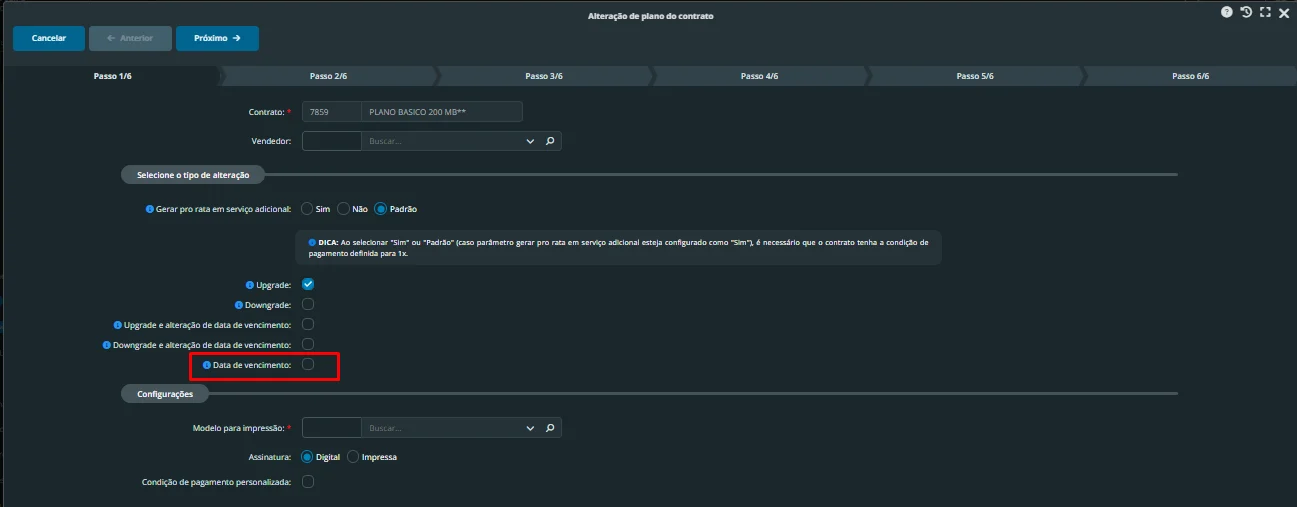 Alteração de plano do contrato
Cancelar
Anterior
Próximo
Passo 1/6
Passo 2/6
Passo 3/6
Passo 4/6
Passo 5/6
Passo 6/6
Contrato: * 7859 PLANO BASICO 200 MB**
Vendedor: Buscar...
Selecione o tipo de alteração
Gerar pro rata em serviço adicional: Sim Não Padrão
DICA: Ao selecionar "Sim" ou "Padrão" (caso parâmetro gerar pro rata em serviço adicional esteja configurado como "Sim"), é necessário que o contrato tenha a condição de
pagamento definida para 1x.
Upgrade:
Downgrade:
Upgrade e alteração de data de vencimento:
Downgrade e alteração de data de vencimento:
Data de vencimento:
Configurações
Modelo para impressão: * Buscar...
Assinatura: Digital Impressa
Condição de pagamento personalizada: